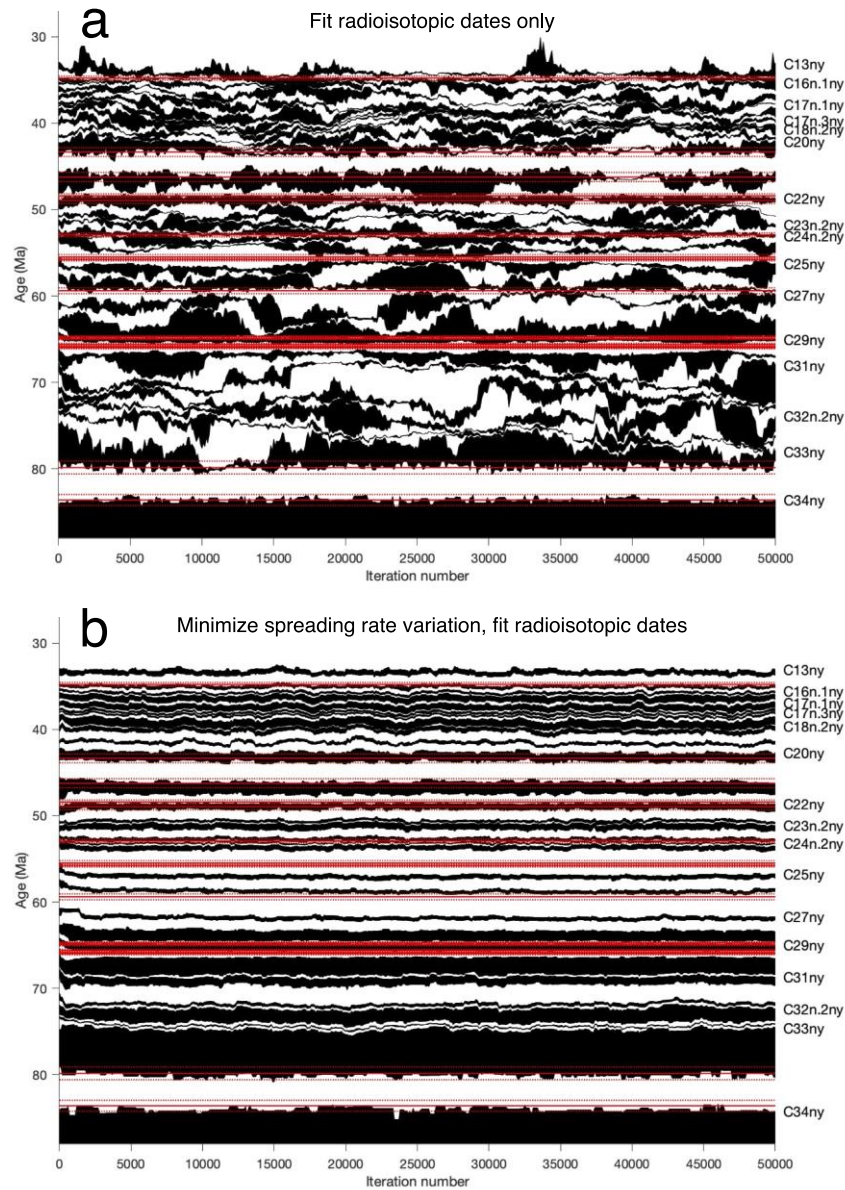 a
Fit radioisotopic dates only
30
40
50
60
70
80
Age (Ma)
C13ny
C16n.1ny
C17n.1ny
C17n.3ny
C18n.2ny
C20ny
C22ny
C23n.2ny
C24n.2ny
C25ny
C27ny
C29ny
C31ny
C32n.2ny
C33ny
C34ny
0 5000 10000 15000 20000 25000 30000 35000 40000 45000 50000
Iteration number
b
Minimize spreading rate variation, fit radioisotopic dates
30
40
50
60
70
80
Age (Ma)
C13ny
C16n.1ny
C17n.1ny
C17n.3ny
C18n.2ny
C20ny
C22ny
C23n.2ny
C24n.2ny
C25ny
C27ny
C29ny
C31ny
C32n.2ny
C33ny
C34ny
0 5000 10000 15000 20000 25000 30000 35000 40000 45000 50000
Iteration number